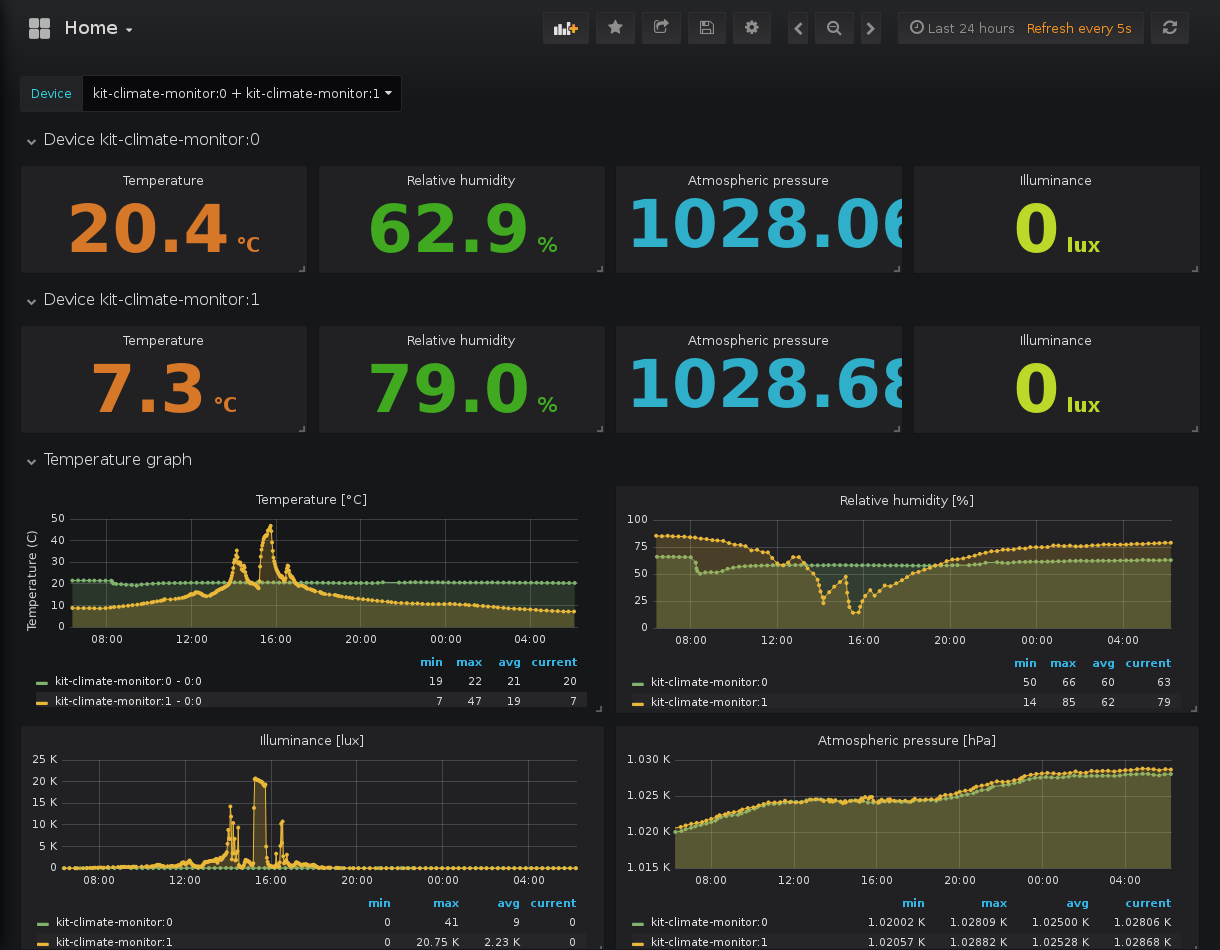 Home
Last 24 hours Refresh every 5s
Device kit-climate-monitor:0 + kit-climate-monitor:1
Device kit-climate-monitor:0
Temperature Relative humidity Atmospheric pressure Illuminance
20.4 °C 62.9 % 1028.06 0 lux
Device kit-climate-monitor:1
Temperature Relative humidity Atmospheric pressure Illuminance
7.3 °C 79.0 % 1028.68 0 lux
Temperature graph
Temperature [°C]
Temperature (C)
50
40
30
20
10
0
08:00 12:00 16:00 20:00 00:00 04:00
min max avg current
kit-climate-monitor:0 - 0:0 19 22 21 20
kit-climate-monitor:1 - 0:0 7 47 19 7
Relative humidity [%]
100
75
50
25
0
08:00 12:00 16:00 20:00 00:00 04:00
min max avg current
kit-climate-monitor:0 50 66 60 63
kit-climate-monitor:1 14 85 62 79
Illuminance [lux]
25 K
20 K
15 K
10 K
5 K
0
08:00 12:00 16:00 20:00 00:00 04:00
min max avg current
kit-climate-monitor:0 0 41 9 0
kit-climate-monitor:1 0 20.75 K 2.23 K 0
Atmospheric pressure [hPa]
1.030 K
1.025 K
1.020 K
1.015 K
08:00 12:00 16:00 20:00 00:00 04:00
min max avg current
kit-climate-monitor:0 1.02002 K 1.02809 K 1.02500 K 1.02806 K
kit-climate-monitor:1 1.02057 K 1.02882 K 1.02528 K 1.02868 K